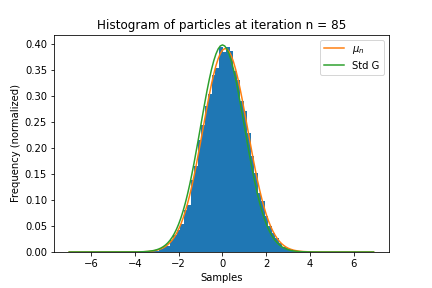 Histogram of particles at iteration n = 85
Frequency (normalized)
0.40
0.35
0.30
0.25
0.20
0.15
0.10
0.05
0.00
μn
Std G
−6 −4 −2 0 2 4 6
Samples